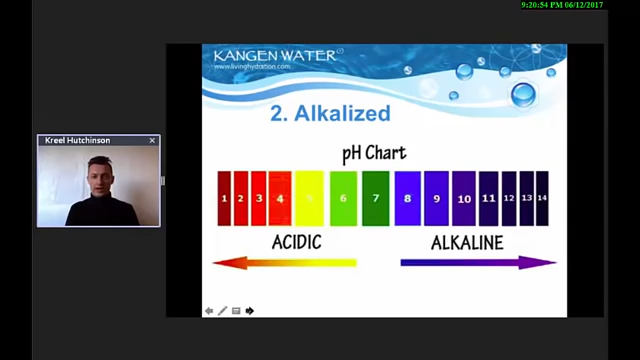 9:20:54 PM 06/12/2017
KANGEN WATER
www.livinghydration.com
2. Alkalized
Kreel Hutchinson
pH Chart
1 2 3 4 5 6 7 8 9 10 11 12 13 14
ACIDIC ALKALINE